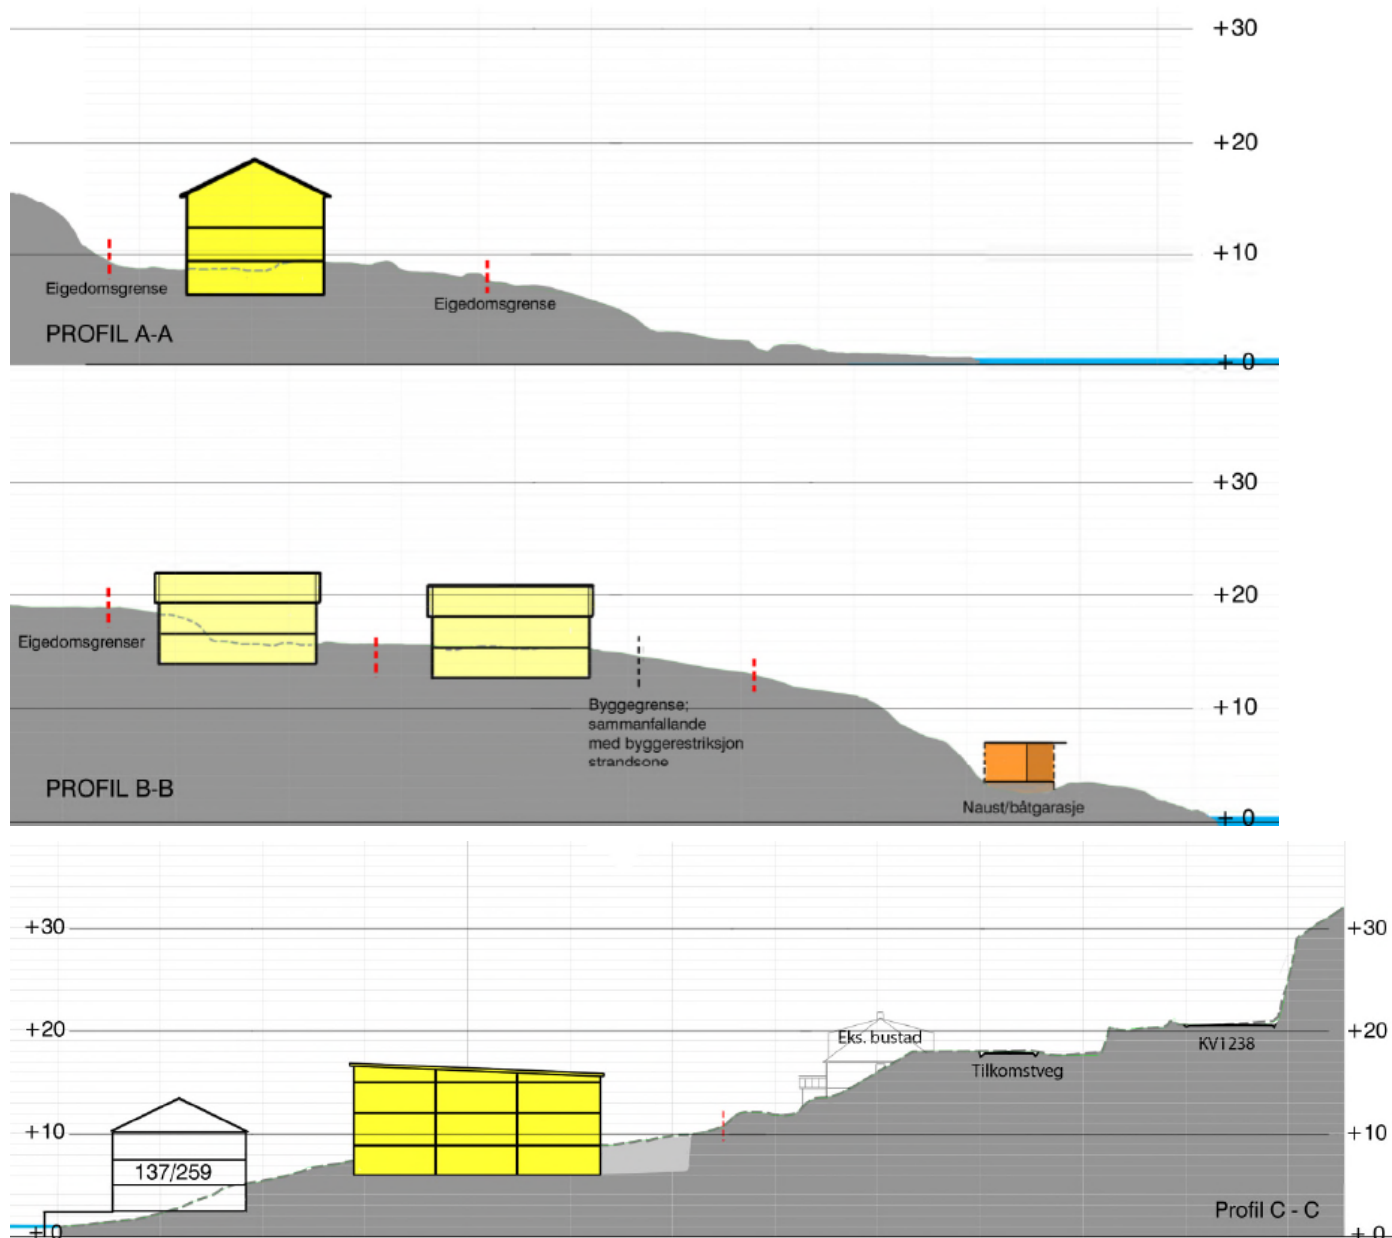 +30
+20
+10
Eigedomsgrense
Eigedomsgrense
PROFIL A-A
+ 0
+30
+20
Eigedomsgrenser
Byggegrense;
sammanfallande
med byggerestriksjon
strandsone
+10
PROFIL B-B
Naust/båtgarasje
+ 0
+30
+30
+20
Eks. bustad
+20
KV1238
Tilkomstveg
+10
+10
137/259
Profil C - C
+ 0
+ 0